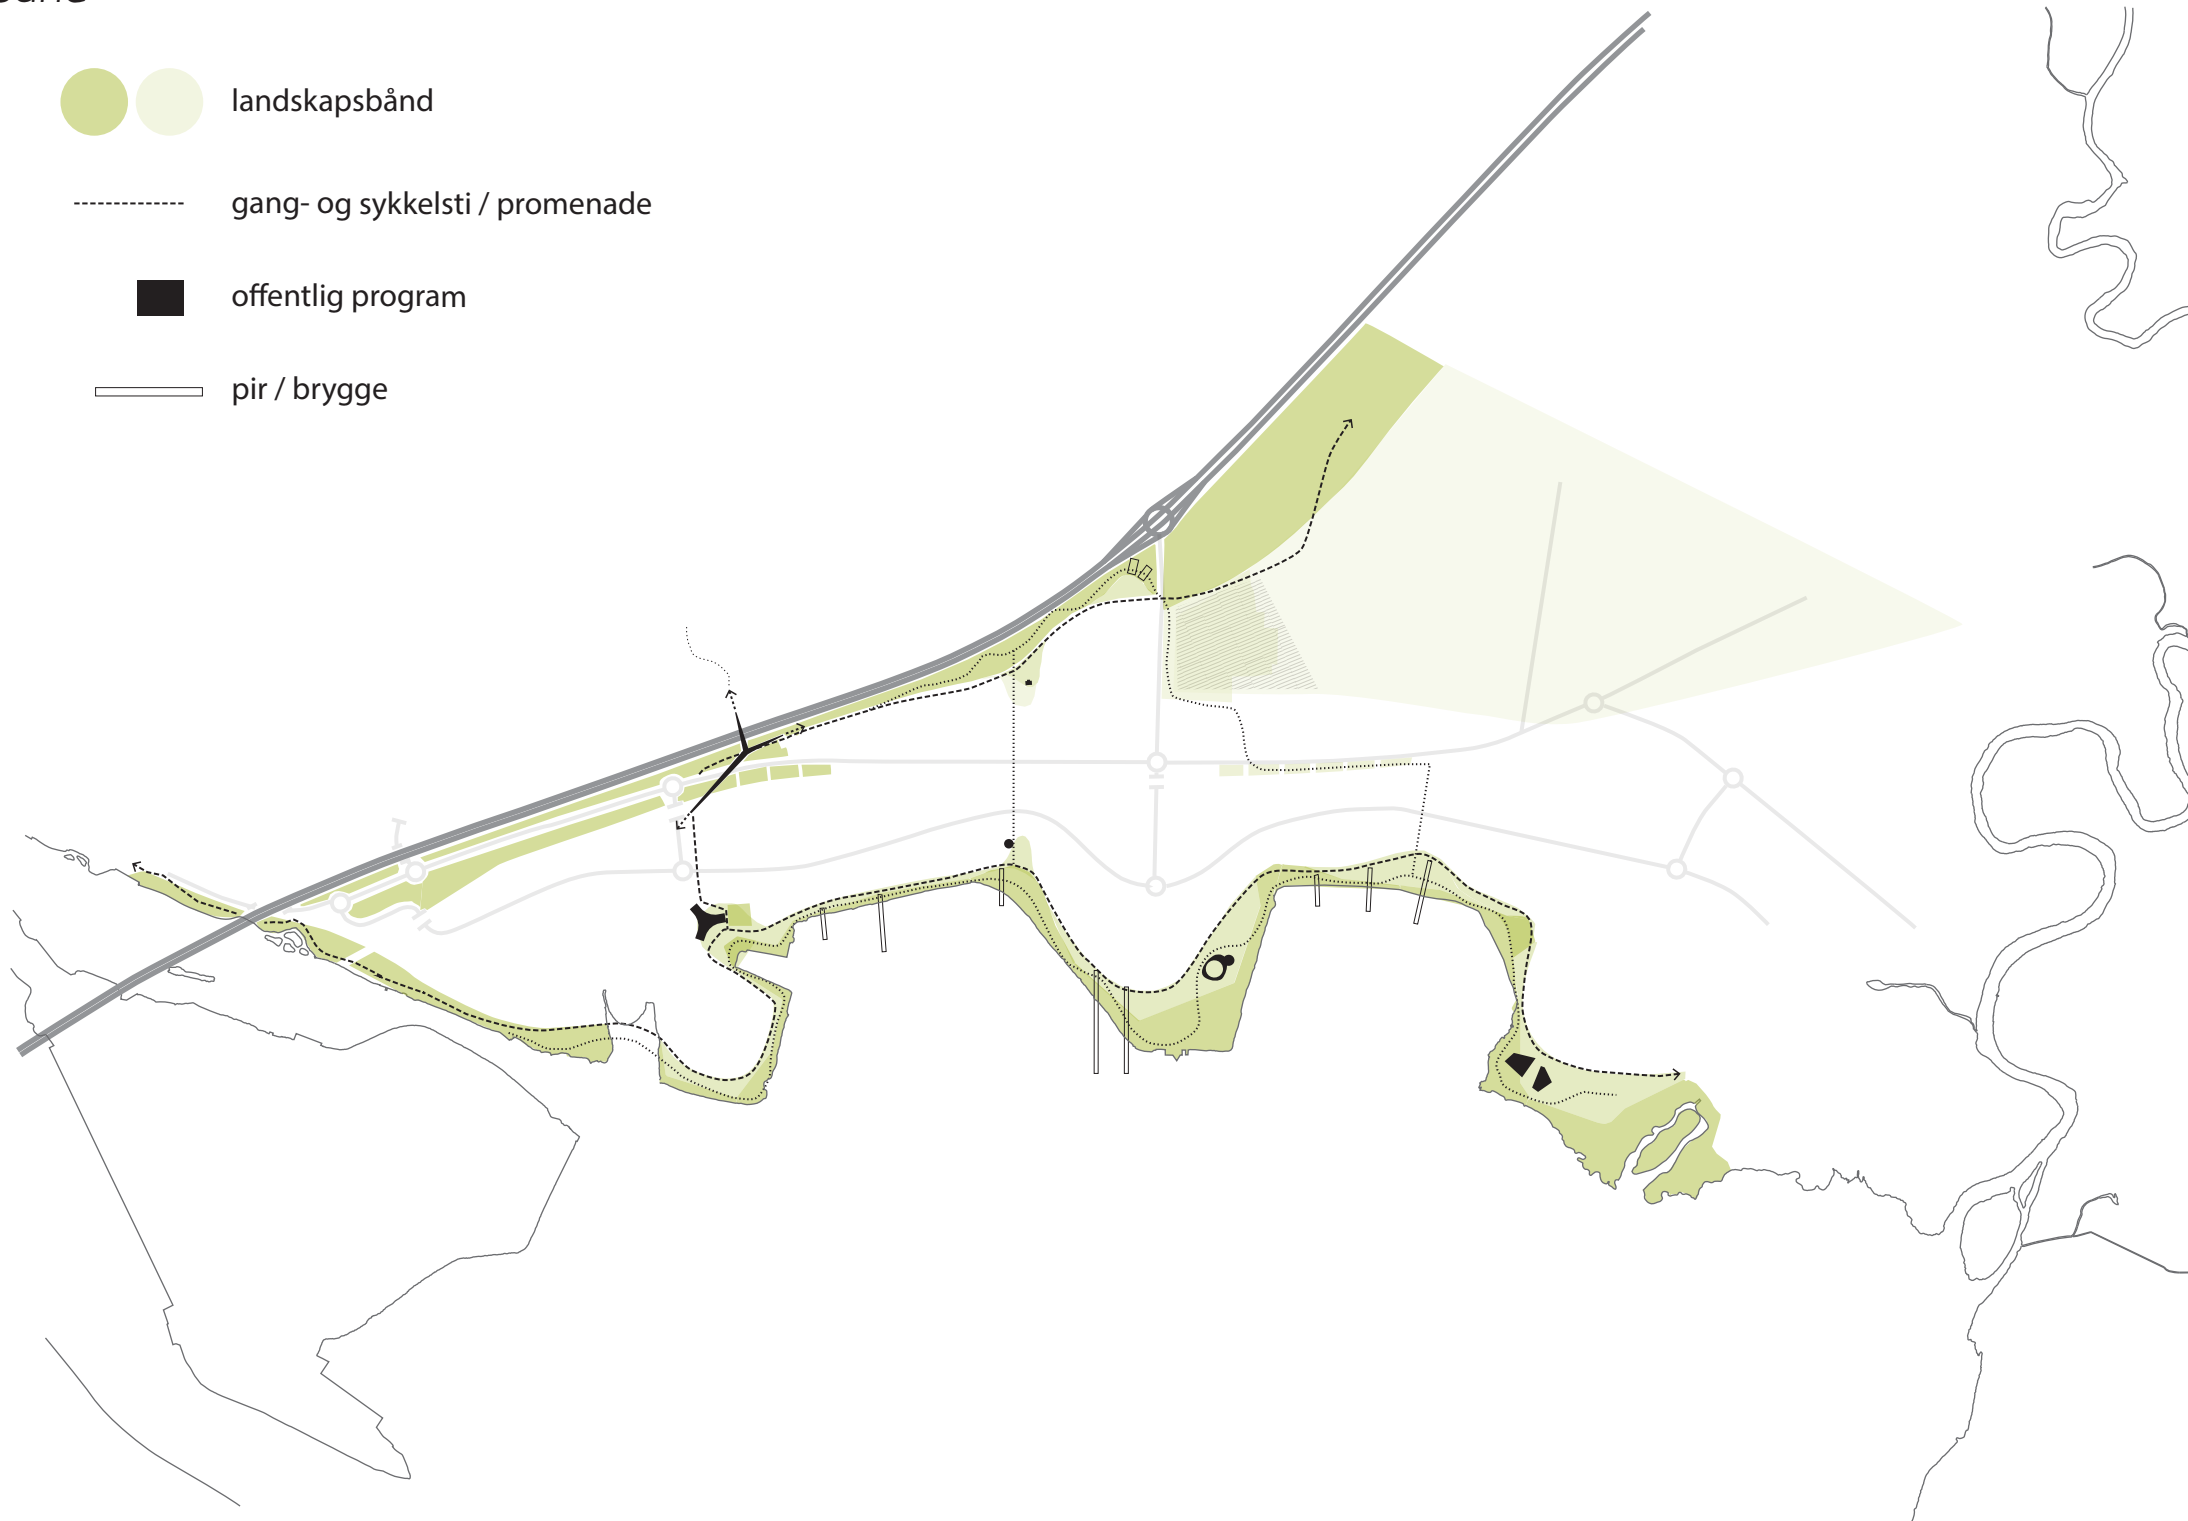 landskapsbånd
gang- og sykkelsti / promenade
offentlig program
pir / brygge